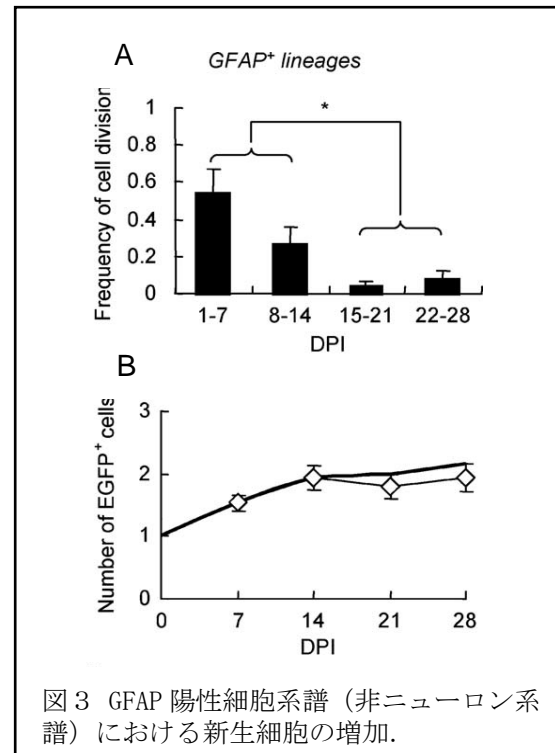 A
GFAP+ lineages
Frequency of cell division
1
0.8
0.6
0.4
0.2
0
*
1-7 8-14 15-21 22-28
DPI
B
Number of EGFP+ cells
3
2
1
0
0 7 14 21 28
DPI
図３ GFAP 陽性細胞系譜（非ニューロン系
譜）における新生細胞の増加.